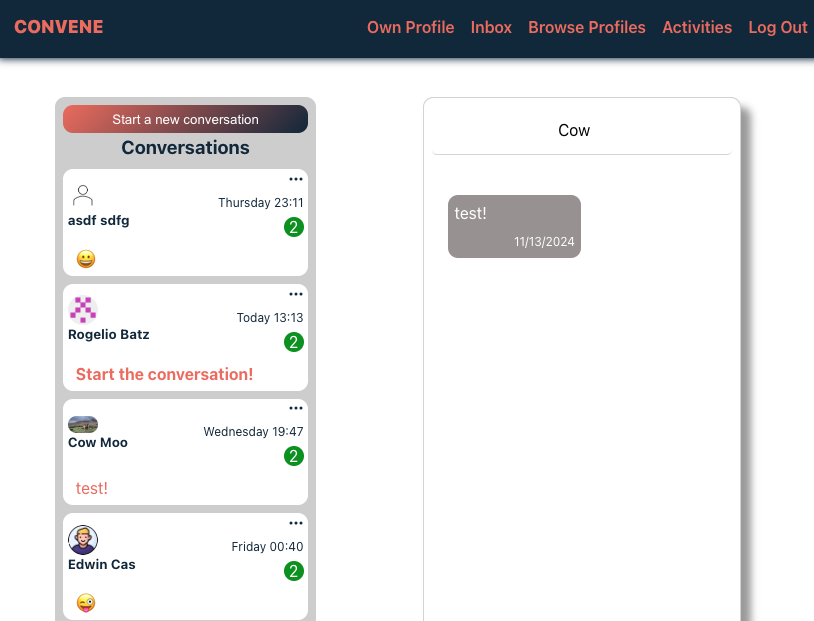 CONVENE
Own Profile Inbox Browse Profiles Activities Log Out
Start a new conversation
Conversations
Thursday 23:11
asdf sdfg
2
😀
Today 13:13
Rogelio Batz
2
Start the conversation!
Wednesday 19:47
Cow Moo
2
test!
Friday 00:40
Edwin Cas
2
😜
Cow
test!
11/13/2024